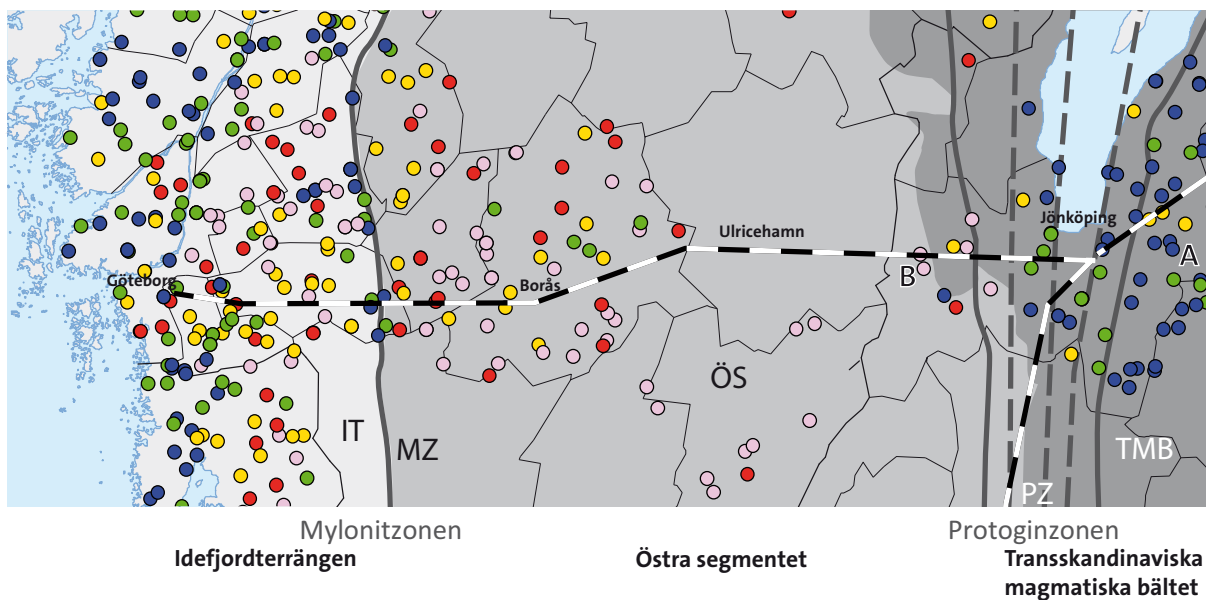 Jönköping
Ulricehamn
A
B
Göteborg
Borås
ÖS
IT
MZ
TMB
PZ
Mylonitzonen
Protoginzonen
Idefjordterrängen
Östra segmentet
Transskandinaviska
magmatiska bältet